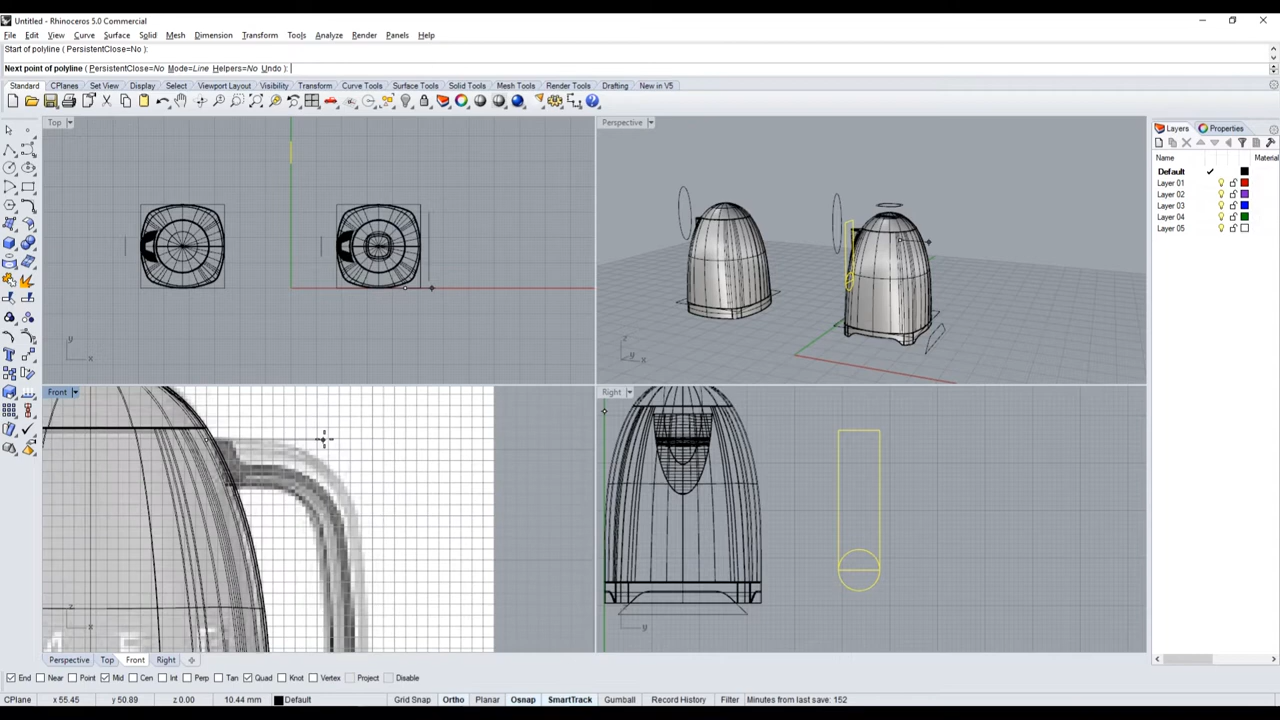 Untitled - Rhinoceros 5.0 Commercial
File Edit View Curve Surface Solid Mesh Dimension Transform Tools Analyze Render Panels Help
Start of polyline ( PersistentClose=No ):
Next point of polyline ( PersistentClose=No Mode=Line Helpers=No Undo ):
Standard CPlanes Set View Display Select Viewport Layout Visibility Transform Curve Tools Surface Tools Solid Tools Mesh Tools Render Tools Drafting New in V5
Top
Perspective
Layers Properties
Name Material
Default
Layer 01
Layer 02
Layer 03
Layer 04
Layer 05
y
x
z
y
x
Front
Right
z
x
y
Perspective Top Front Right
End Near Point Mid Cen Int Perp Tan Quad Knot Vertex Project Disable
CPlane x 55.45 y 50.89 z 0.00 10.44 mm Default Grid Snap Ortho Planar Osnap SmartTrack Gumball Record History Filter Minutes from last save: 152